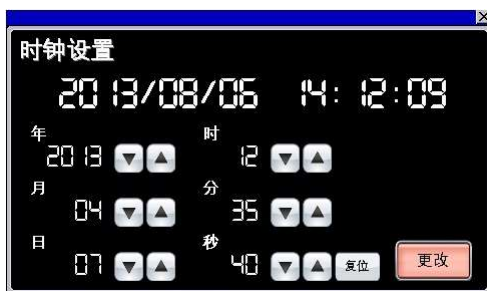 时钟设置
2013/08/06 14:12:09
年 时
2013 12
月 分
04 35
日 秒
07 40 复位 更改